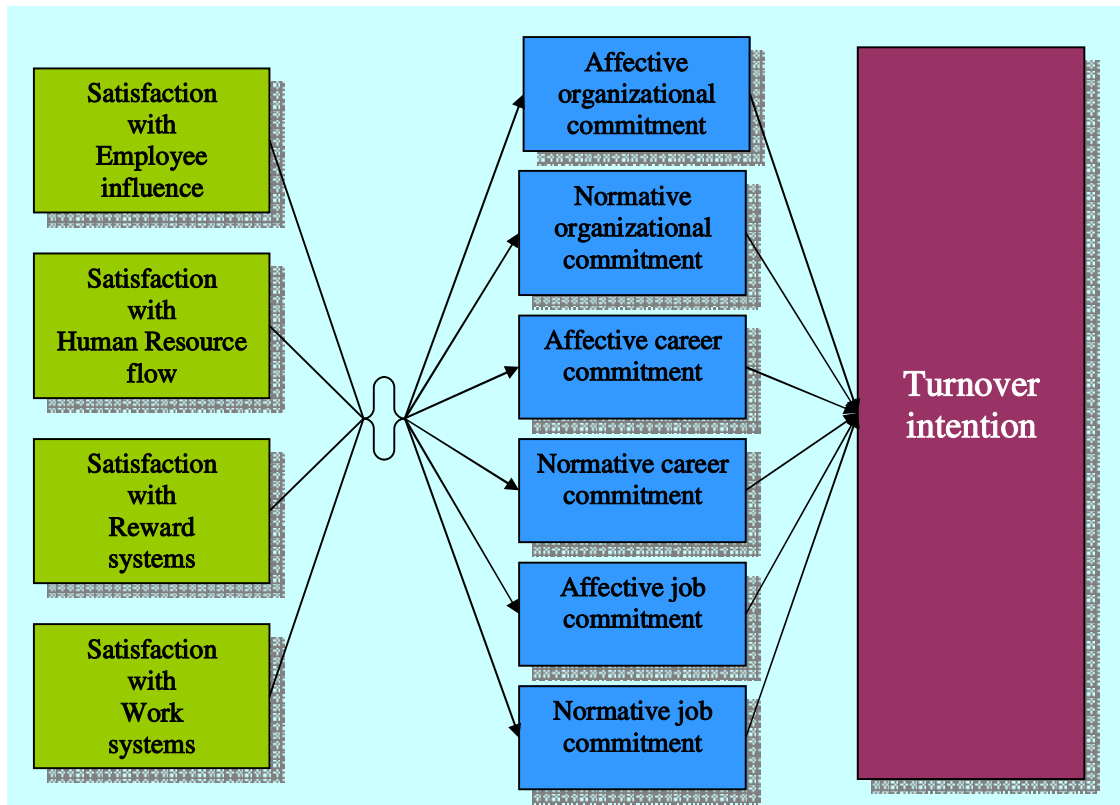 Satisfaction
with
Employee
influence
Satisfaction
with
Human Resource
flow
Satisfaction
with
Reward
systems
Satisfaction
with
Work
systems
Affective
organizational
commitment
Normative
organizational
commitment
Affective career
commitment
Normative career
commitment
Affective job
commitment
Normative job
commitment
Turnover
intention